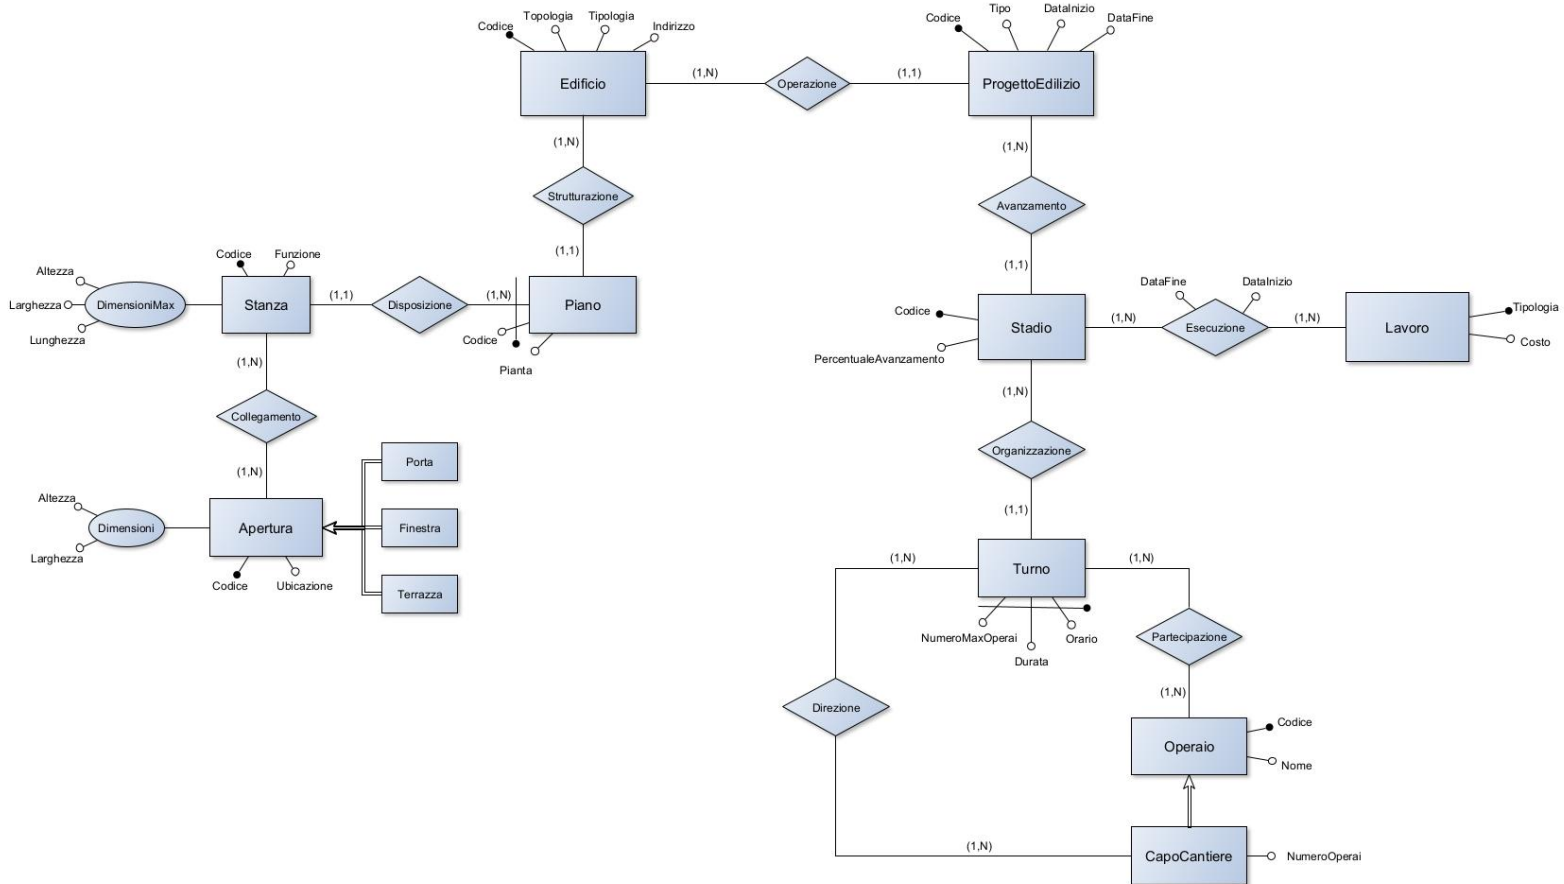 Codice
Topologia
Tipologia
Indirizzo
Edificio
(1,N)
Operazione
(1,1)
Codice
Tipo
DataInizio
DataFine
ProgettoEdilizio
(1,N)
Strutturazione
(1,1)
(1,N)
Avanzamento
(1,1)
Altezza
Larghezza
Lunghezza
DimensioniMax
Codice
Funzione
Stanza
(1,1)
Disposizione
(1,N)
Piano
Codice
Pianta
Codice
PercentualeAvanzamento
Stadio
(1,N)
DataFine
DataInizio
Esecuzione
(1,N)
Lavoro
Tipologia
Costo
(1,N)
Collegamento
(1,N)
Altezza
Larghezza
Dimensioni
Apertura
Codice
Ubicazione
Porta
Finestra
Terrazza
(1,N)
Organizzazione
(1,1)
(1,N)
Turno
(1,N)
NumeroMaxOperai
Durata
Orario
Partecipazione
(1,N)
Direzione
Operaio
Codice
Nome
(1,N)
CapoCantiere
NumeroOperai